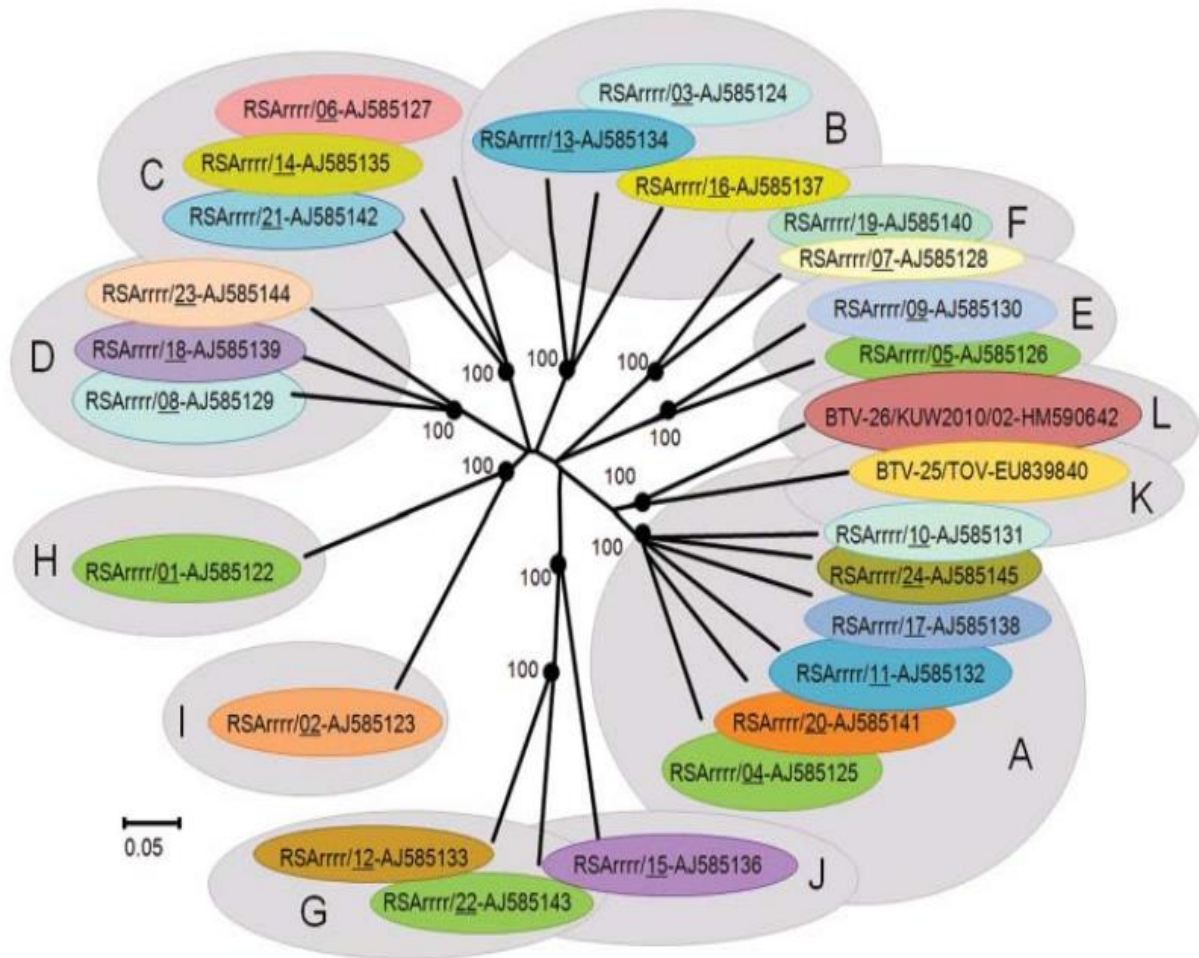 RSArrrr/06-AJ585127
RSArrrr/14-AJ585135
RSArrrr/21-AJ585142
C
RSArrrr/03-AJ585124
RSArrrr/13-AJ585134
RSArrrr/16-AJ585137
B
RSArrrr/19-AJ585140
RSArrrr/07-AJ585128
F
RSArrrr/09-AJ585130
RSArrrr/05-AJ585126
E
RSArrrr/23-AJ585144
RSArrrr/18-AJ585139
RSArrrr/08-AJ585129
D
BTV-26/KUW2010/02-HM590642
L
BTV-25/TOV-EU839840
K
100
100
100
100
100
100
100
100
100
100
RSArrrr/01-AJ585122
H
RSArrrr/02-AJ585123
I
RSArrrr/10-AJ585131
RSArrrr/24-AJ585145
RSArrrr/17-AJ585138
RSArrrr/11-AJ585132
RSArrrr/20-AJ585141
RSArrrr/04-AJ585125
A
0.05
RSArrrr/12-AJ585133
RSArrrr/22-AJ585143
G
RSArrrr/15-AJ585136
J